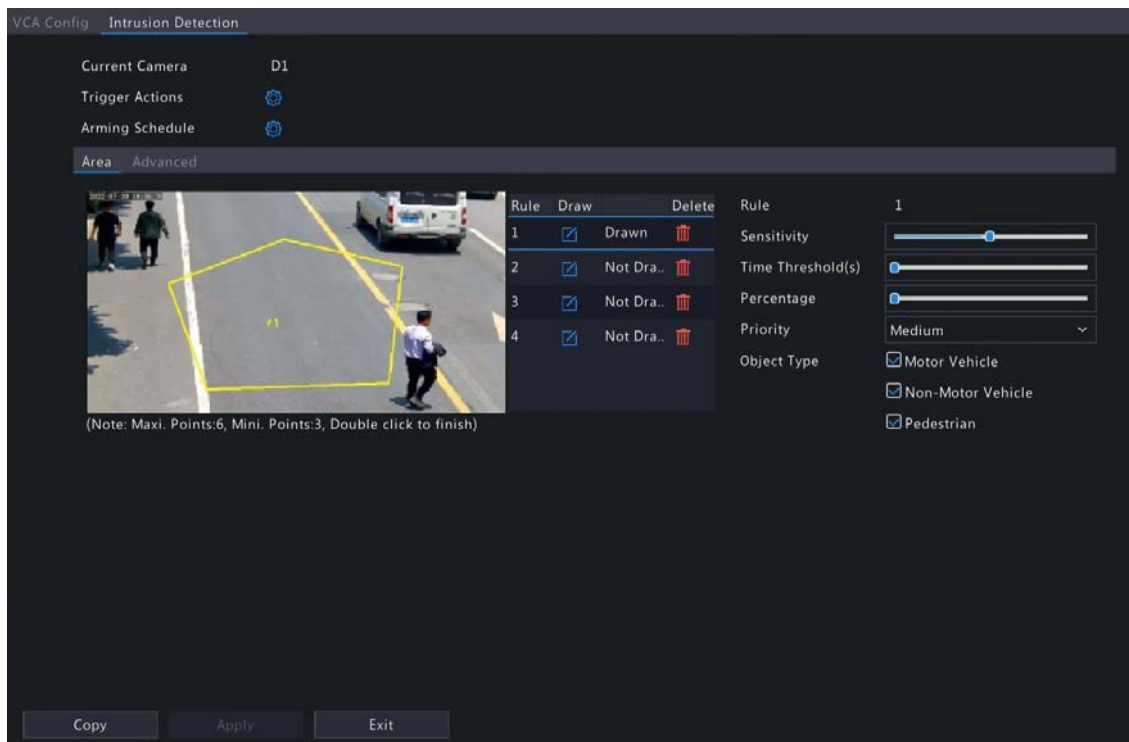 VCA Config Intrusion Detection
Current Camera D1
Trigger Actions
Arming Schedule
Area Advanced
Rule Draw Delete
1 Drawn
2 Not Dra..
3 Not Dra..
4 Not Dra..
#1
(Note: Maxi. Points:6, Mini. Points:3, Double click to finish)
Rule 1
Sensitivity
Time Threshold(s)
Percentage
Priority Medium
Object Type Motor Vehicle
Non-Motor Vehicle
Pedestrian
Copy Apply Exit